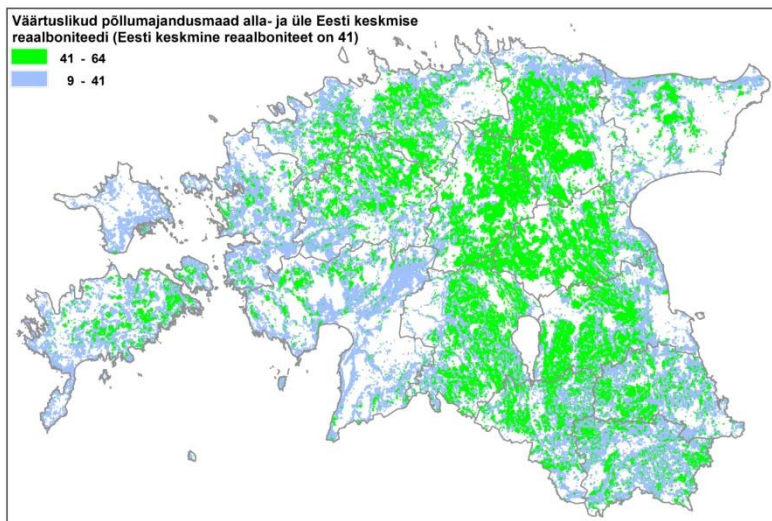 Väärtuslikud põllumajandusmaad alla- ja üle Eesti keskmise
reaalboniteedi (Eesti keskmine reaalboniteet on 41)
41 - 64
9 - 41